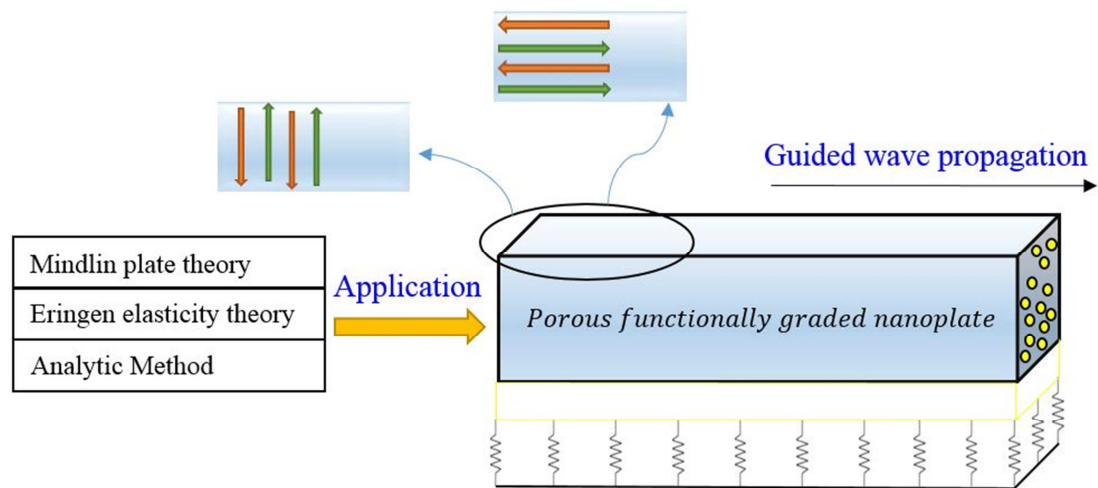 Guided wave propagation
Mindlin plate theory
Eringen elasticity theory
Analytic Method
Application
Porous functionally graded nanoplate